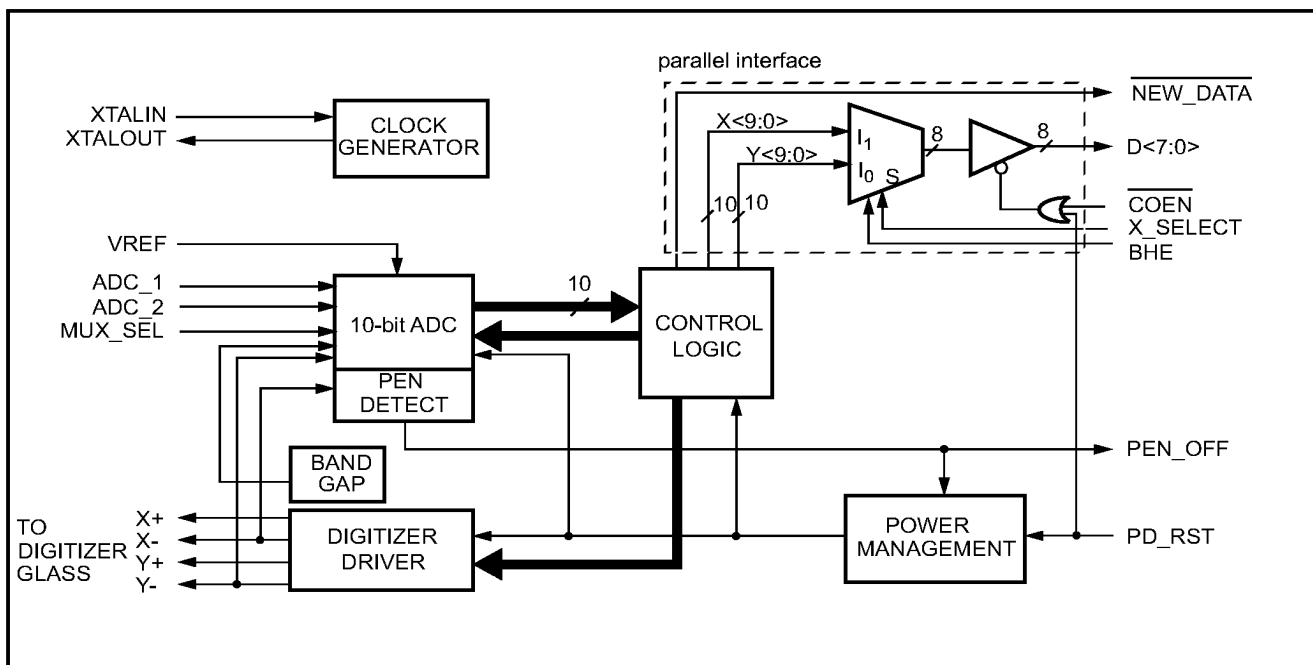 parallel interface
NEW_DATA
XTALIN
XTALOUT
CLOCK
GENERATOR
X<9:0>
Y<9:0>
I1
I0
S
8
8
D<7:0>
10
10
COEN
X_SELECT
BHE
VREF
ADC_1
ADC_2
MUX_SEL
10-bit ADC
10
CONTROL
LOGIC
PEN
DETECT
PEN_OFF
BAND
GAP
TO
DIGITIZER
GLASS
X+
X-
Y+
Y-
DIGITIZER
DRIVER
POWER
MANAGEMENT
PD_RST